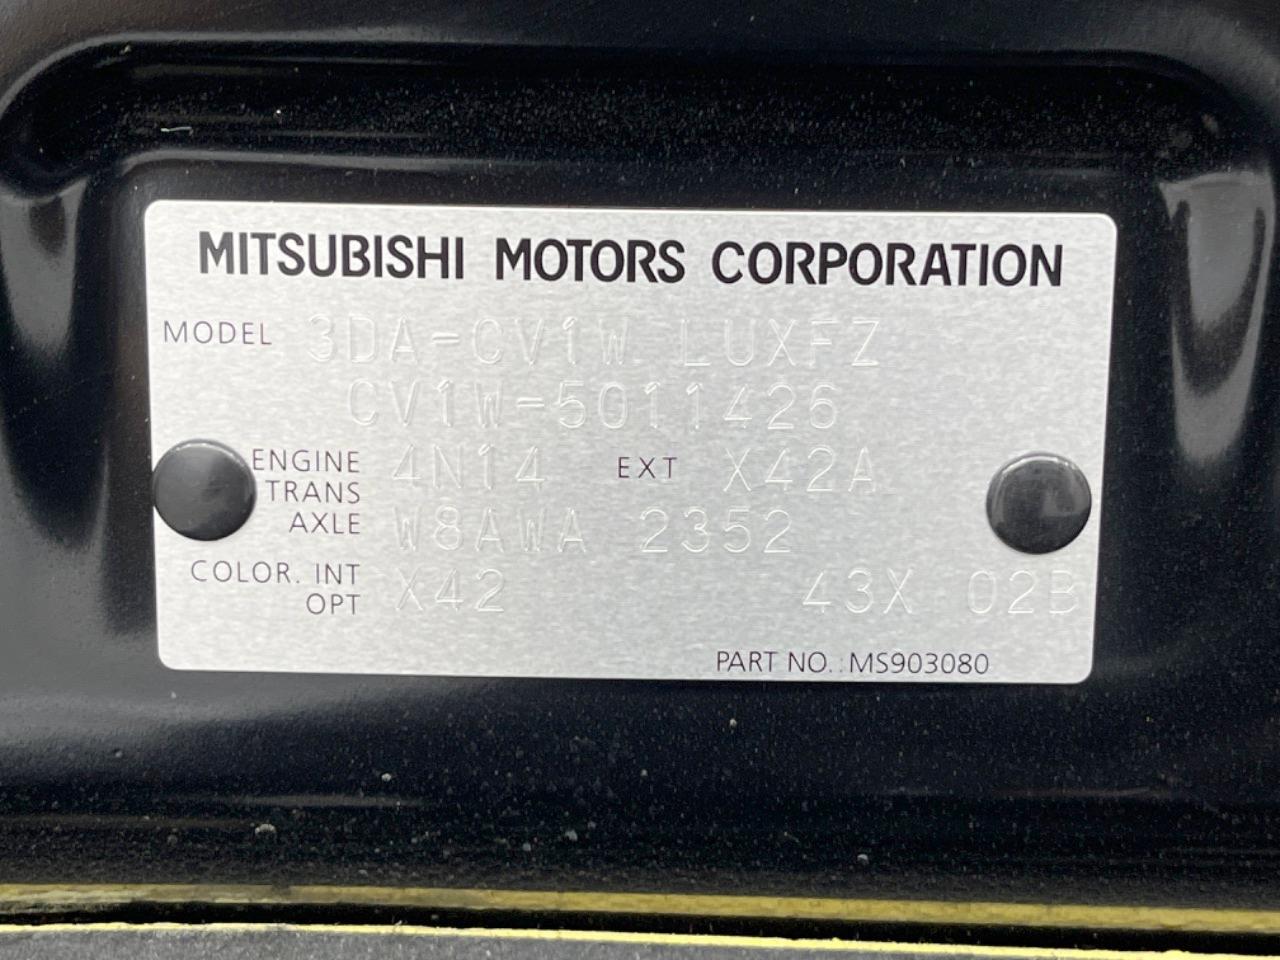 MITSUBISHI MOTORS CORPORATION
MODEL 3DA-CV1W LUXFZ
CV1W-5011426
ENGINE 4N14 EXT X42A
TRANS
AXLE W8AWA 2352
COLOR. INT
OPT X42 43X 02B
PART NO.: MS903080